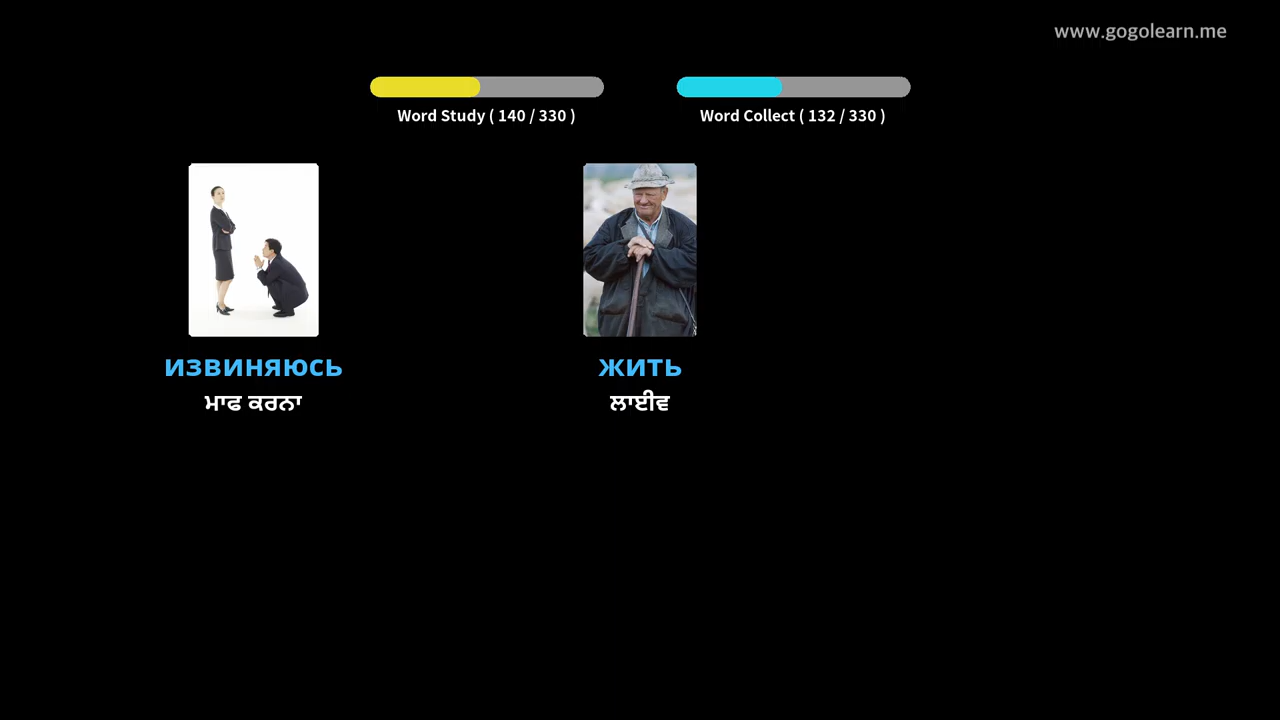 www.gogolearn.me
Word Study ( 140 / 330 )
Word Collect ( 132 / 330 )
извиняюсь
жить
ਮਾਫ ਕਰਨਾ
ਲਾਈਵ